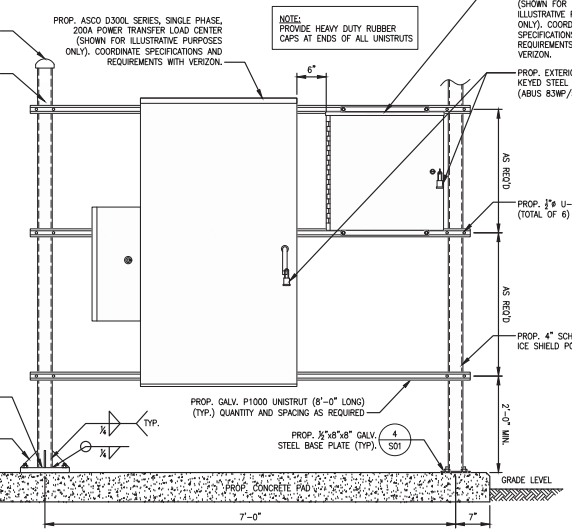 PROP. ASCO D300L SERIES, SINGLE PHASE,
200A POWER TRANSFER LOAD CENTER
(SHOWN FOR ILLUSTRATIVE PURPOSES
ONLY). COORDINATE SPECIFICATIONS AND
REQUIREMENTS WITH VERIZON.
NOTE:
PROVIDE HEAVY DUTY RUBBER
CAPS AT ENDS OF ALL UNISTRUTS
(SHOWN FOR
ILLUSTRATIVE P
ONLY). COORD
SPECIFICATIONS
REQUIREMENTS
VERIZON.
6"
PROP. EXTERIO
KEYED STEEL
(ABUS 83WP/
AS REQ'D
PROP. ½"ø U-
(TOTAL OF 6)
AS REQ'D
PROP. 4" SCH
ICE SHIELD PO
PROP. GALV. P1000 UNISTRUT (8'-0" LONG)
(TYP.) QUANTITY AND SPACING AS REQUIRED
2'-0" MIN.
TYP.
¼
¼
PROP. ½"x8"x8" GALV.
STEEL BASE PLATE (TYP).
4
S01
PROP. CONCRETE PAD
GRADE LEVEL
7'-0"
7"